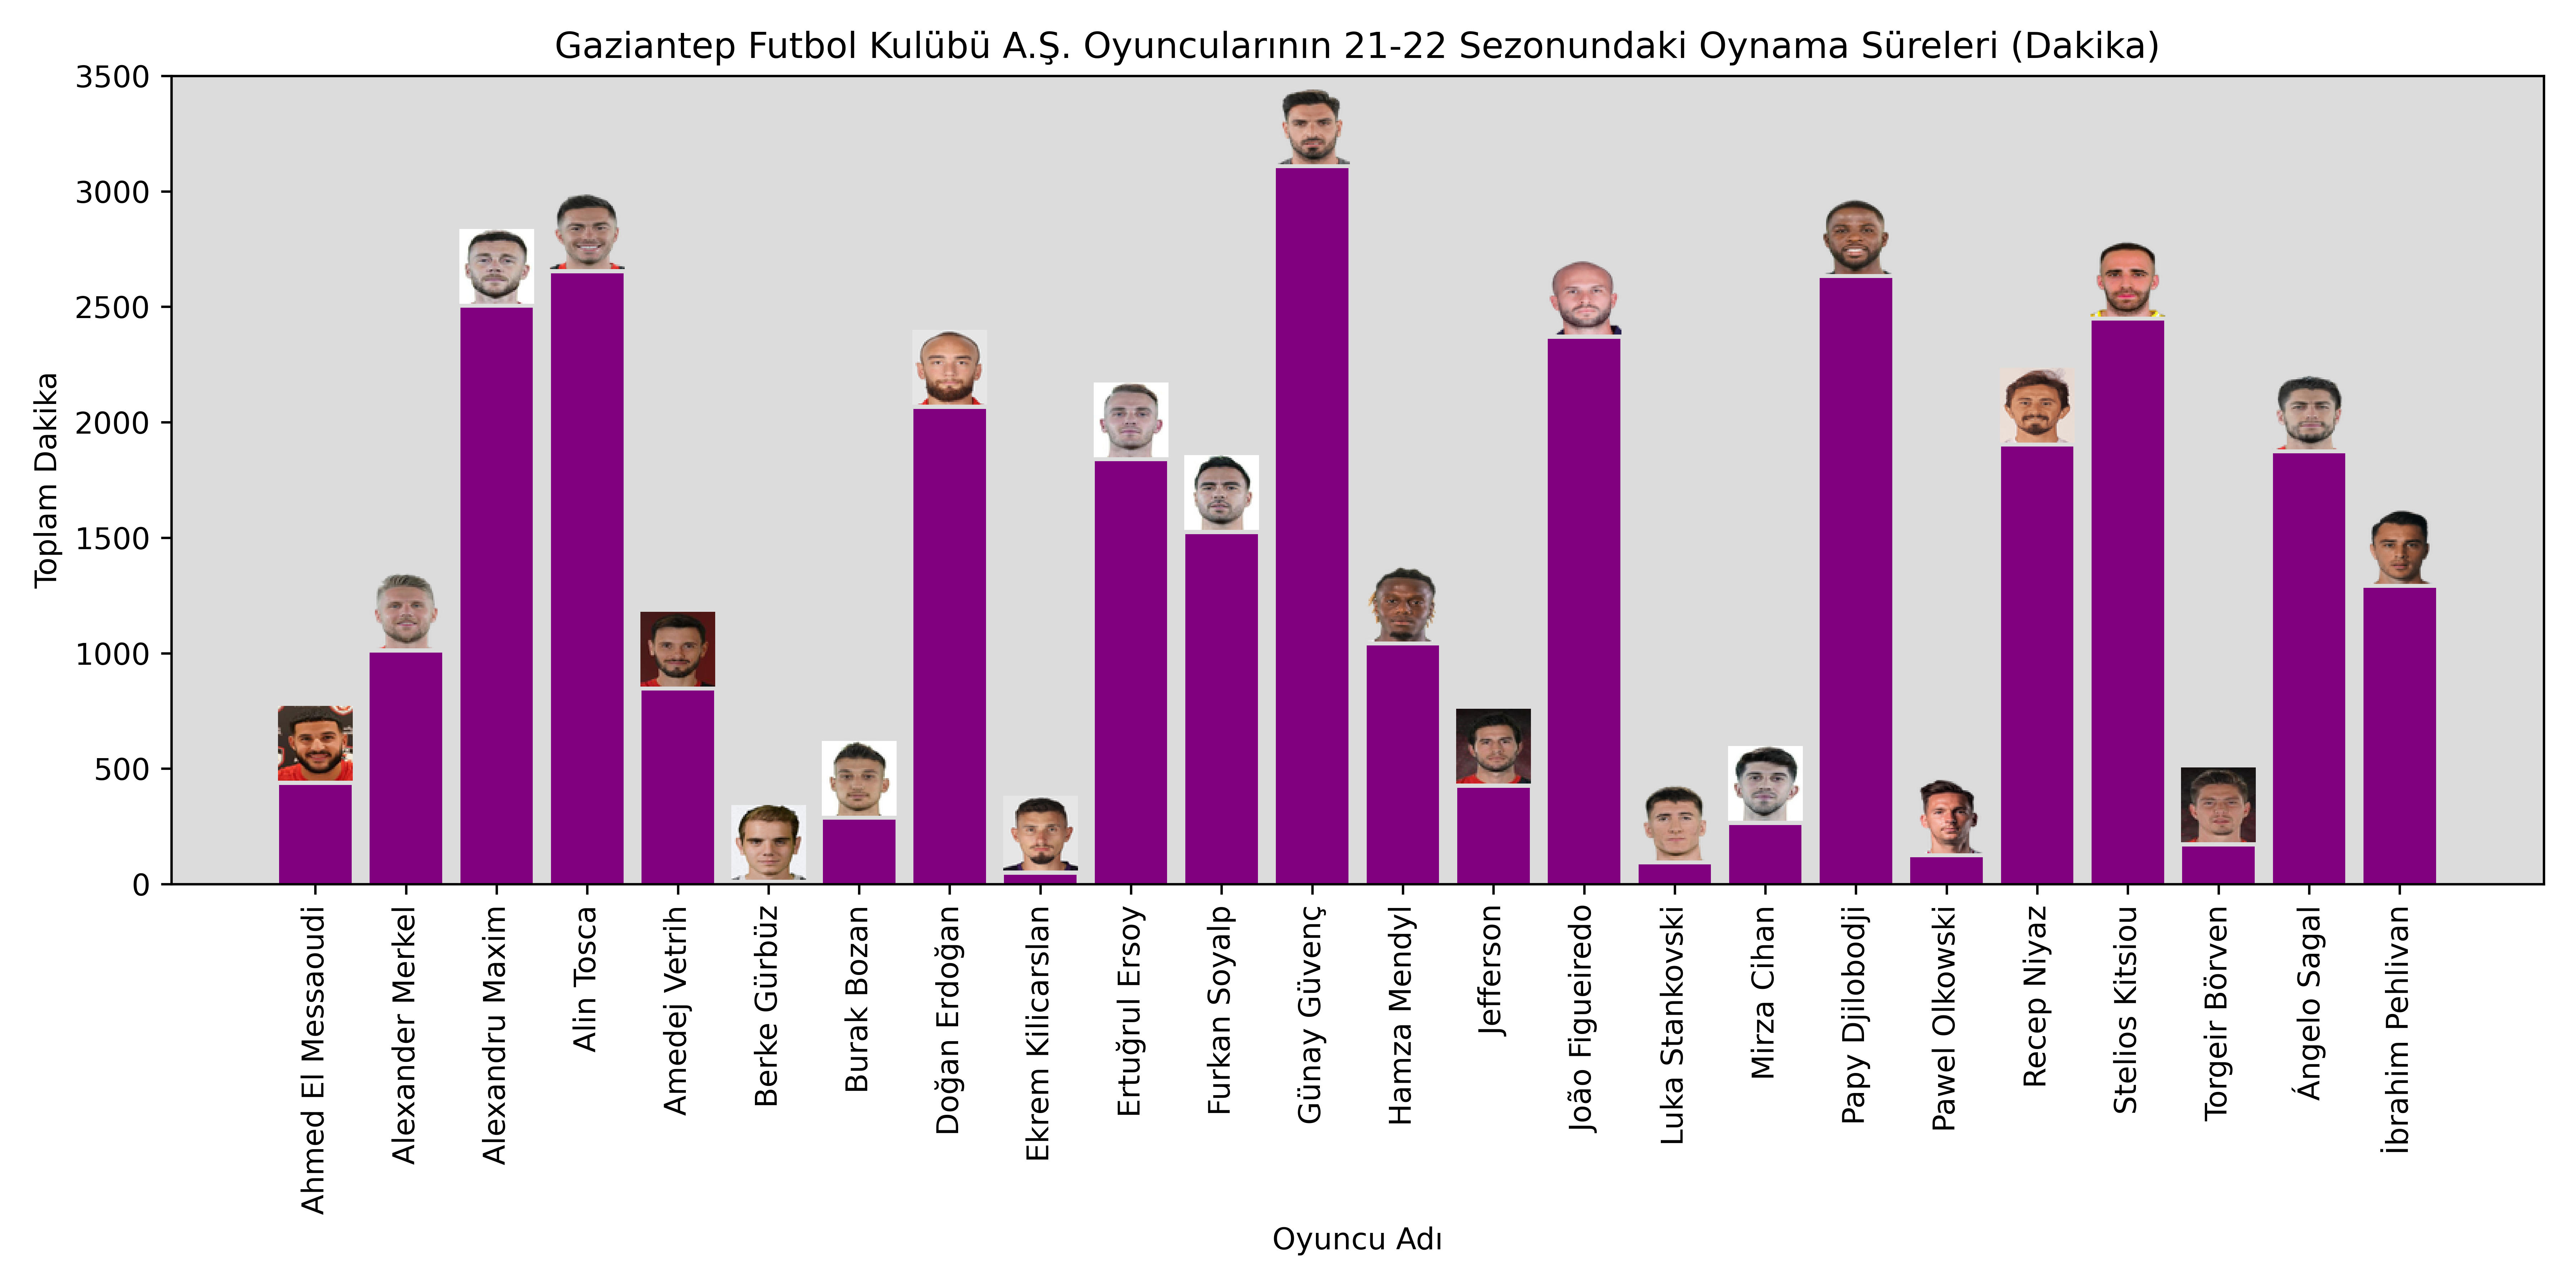 Gaziantep Futbol Kulübü A.Ş. Oyuncularının 21-22 Sezonundaki Oynama Süreleri (Dakika)
Toplam Dakika
3500
3000
2500
2000
1500
1000
500
0
Ahmed El Messaoudi
Alexander Merkel
Alexandru Maxim
Alin Tosca
Amedej Vetrih
Berke Gürbüz
Burak Bozan
Doğan Erdoğan
Ekrem Kilicarslan
Ertuğrul Ersoy
Furkan Soyalp
Günay Güvenç
Hamza Mendyl
Jefferson
João Figueiredo
Luka Stankovski
Mirza Cihan
Papy Djilobodji
Pawel Olkowski
Recep Niyaz
Stelios Kitsiou
Torgeir Börven
Ángelo Sagal
İbrahim Pehlivan
Oyuncu Adı